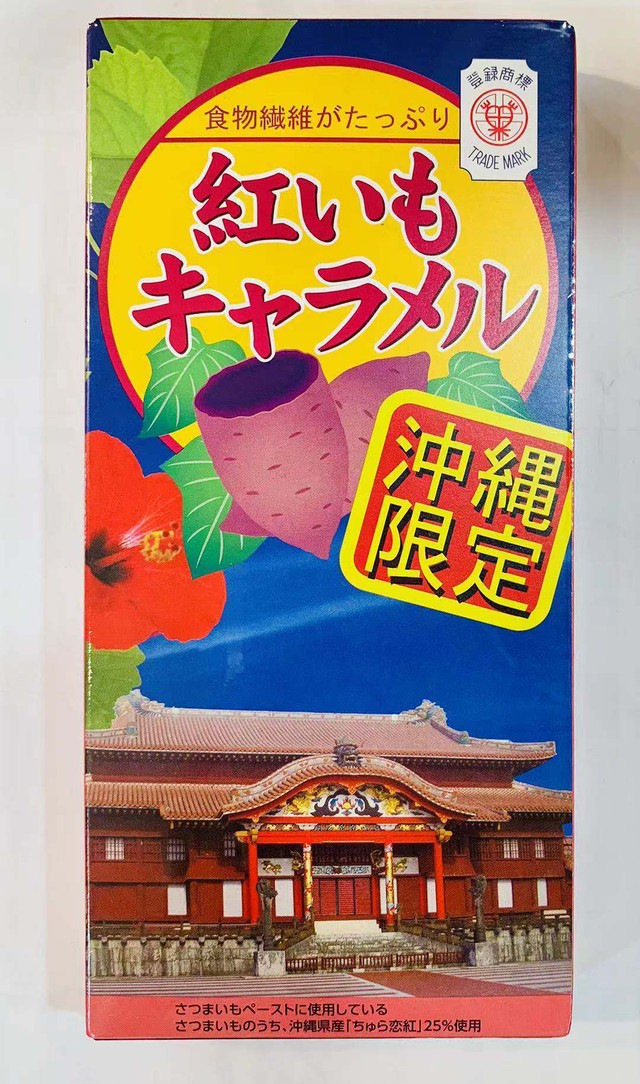 登録商標
TRADE MARK
食物繊維がたっぷり
紅いも
キャラメル
沖縄
限定
さつまいもペーストに使用している
さつまいものうち、沖縄県産「ちゅら恋紅」25%使用